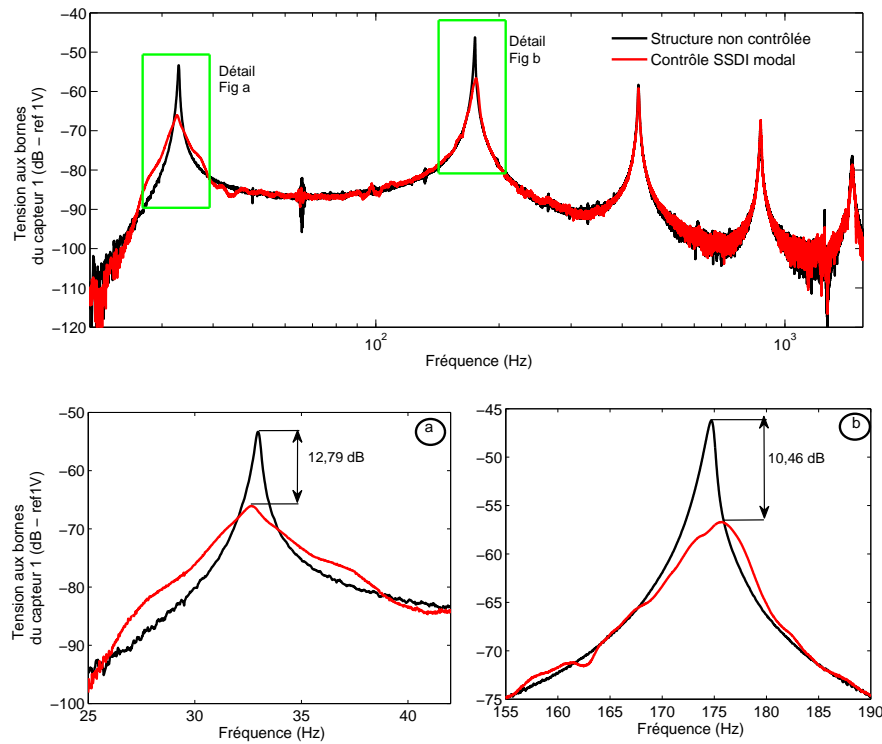 −40
−50
−60
−70
−80
−90
−100
−110
−120
Tension aux bornes
du capteur 1 (dB − ref 1V)
Détail
Fig a
Détail
Fig b
Structure non contrôlée
Contrôle SSDI modal
10²
10³
Fréquence (Hz)
−50
−60
−70
−80
−90
−100
Tension aux bornes
du capteur 1 (dB − ref1V)
12,79 dB
a
25
30
35
40
Fréquence (Hz)
−45
−50
−55
−60
−65
−70
−75
10,46 dB
b
155
160
165
170
175
180
185
190
Fréquence (Hz)